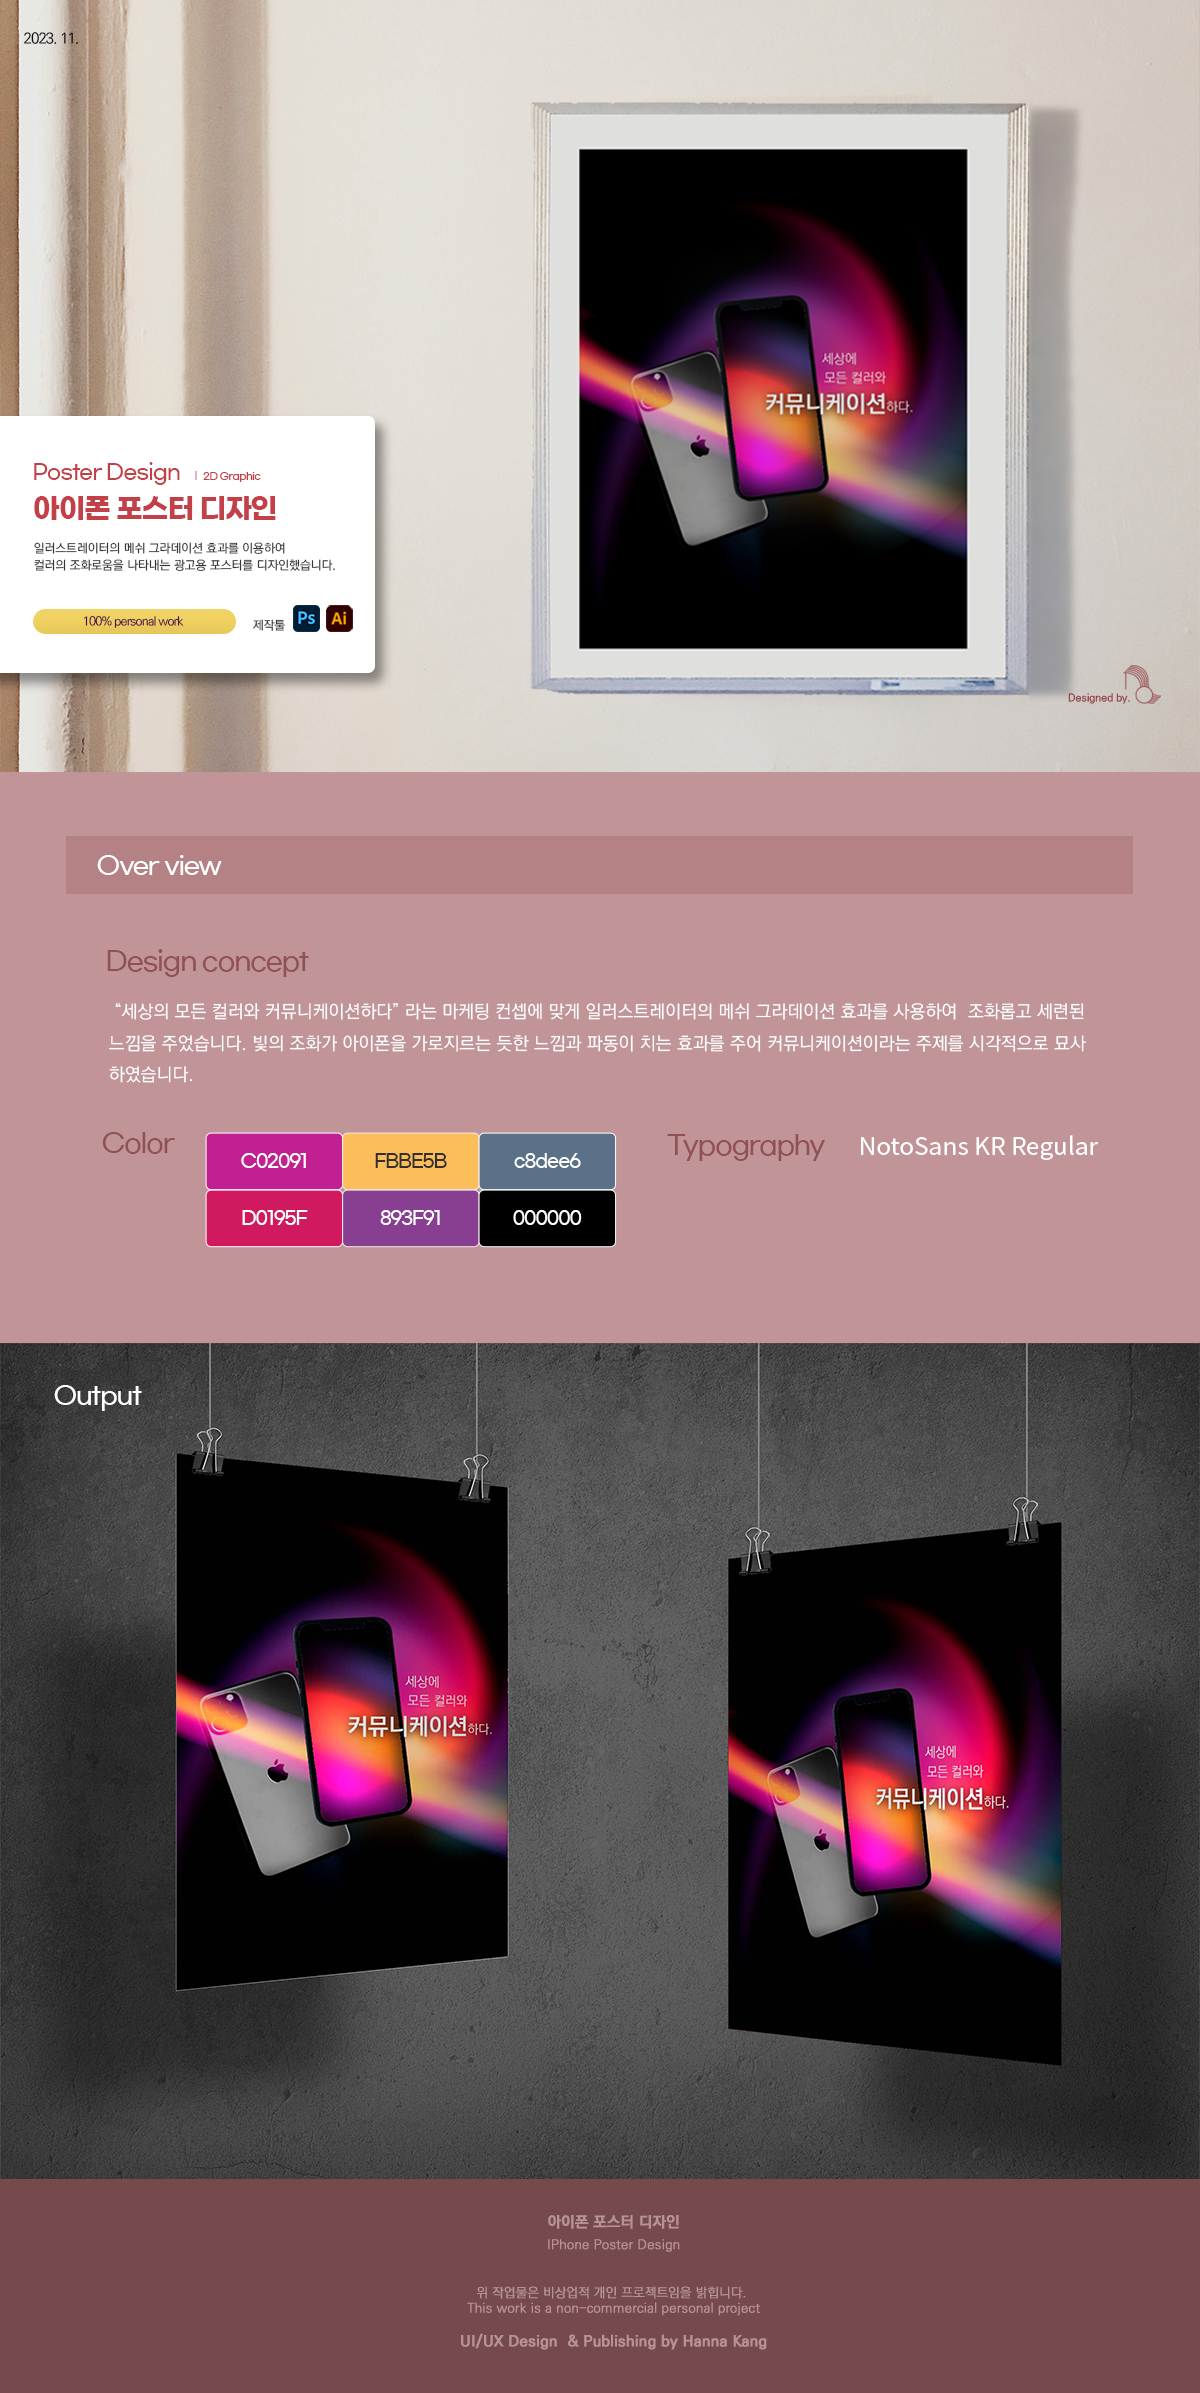 2023. 11.
세상에
모든 컬러와
커뮤니케이션하다.
Poster Design | 2D Graphic
아이폰 포스터 디자인
일러스트레이터의 메쉬 그라데이션 효과를 이용하여
컬러의 조화로움을 나타내는 광고용 포스터를 디자인했습니다.
100% personal work
제작툴 Ps Ai
Designed by.
Over view
Design concept
“세상의 모든 컬러와 커뮤니케이션하다” 라는 마케팅 컨셉에 맞게 일러스트레이터의 메쉬 그라데이션 효과를 사용하여 조화롭고 세련된
느낌을 주었습니다. 빛의 조화가 아이폰을 가로지르는 듯한 느낌과 파동이 치는 효과를 주어 커뮤니케이션이라는 주제를 시각적으로 묘사
하였습니다.
Color
C02091 FBBE5B c8dee6
D0195F 893F91 000000
Typography NotoSans KR Regular
Output
세상에
모든 컬러와
커뮤니케이션하다.
세상에
모든 컬러와
커뮤니케이션하다.
아이폰 포스터 디자인
IPhone Poster Design
위 작업물은 비상업적 개인 프로젝트임을 밝힙니다.
This work is a non-commercial personal project
UI/UX Design & Publishing by Hanna Kang